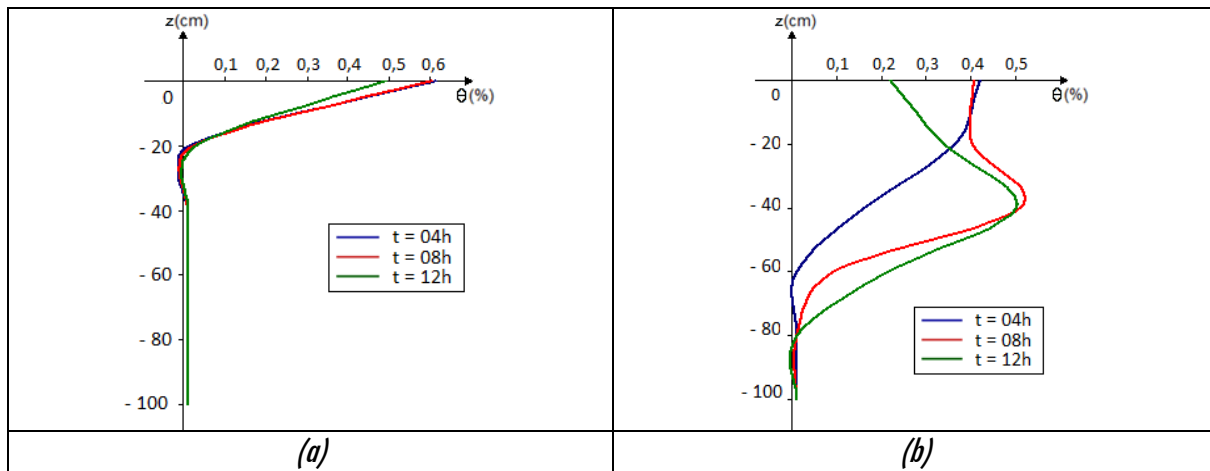 z(cm)
0,1 0,2 0,3 0,4 0,5 0,6
0
θ(%)
- 20
- 40
t = 04h
t = 08h
t = 12h
- 60
- 80
- 100
(a)
z(cm)
0,1 0,2 0,3 0,4 0,5
0
θ(%)
- 20
- 40
- 60
t = 04h
t = 08h
t = 12h
- 80
- 100
(b)